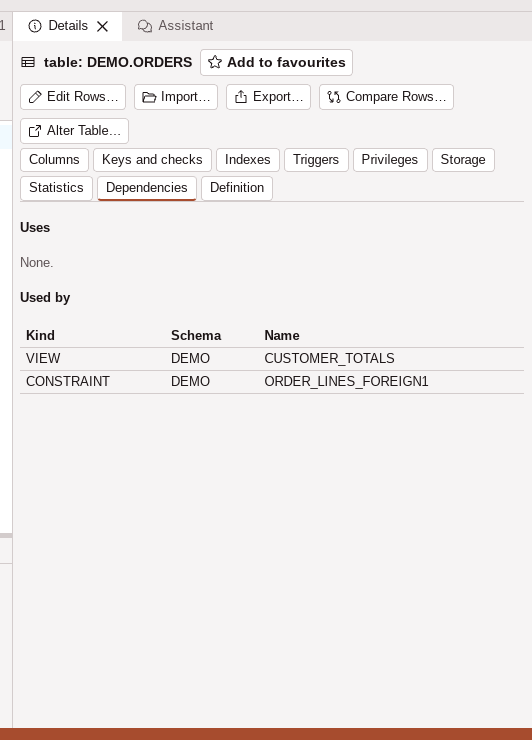 1 Details Assistant
table: DEMO.ORDERS Add to favourites
Edit Rows... Import... Export... Compare Rows...
Alter Table...
Columns Keys and checks Indexes Triggers Privileges Storage
Statistics Dependencies Definition
Uses
None.
Used by
Kind Schema Name
VIEW DEMO CUSTOMER_TOTALS
CONSTRAINT DEMO ORDER_LINES_FOREIGN1